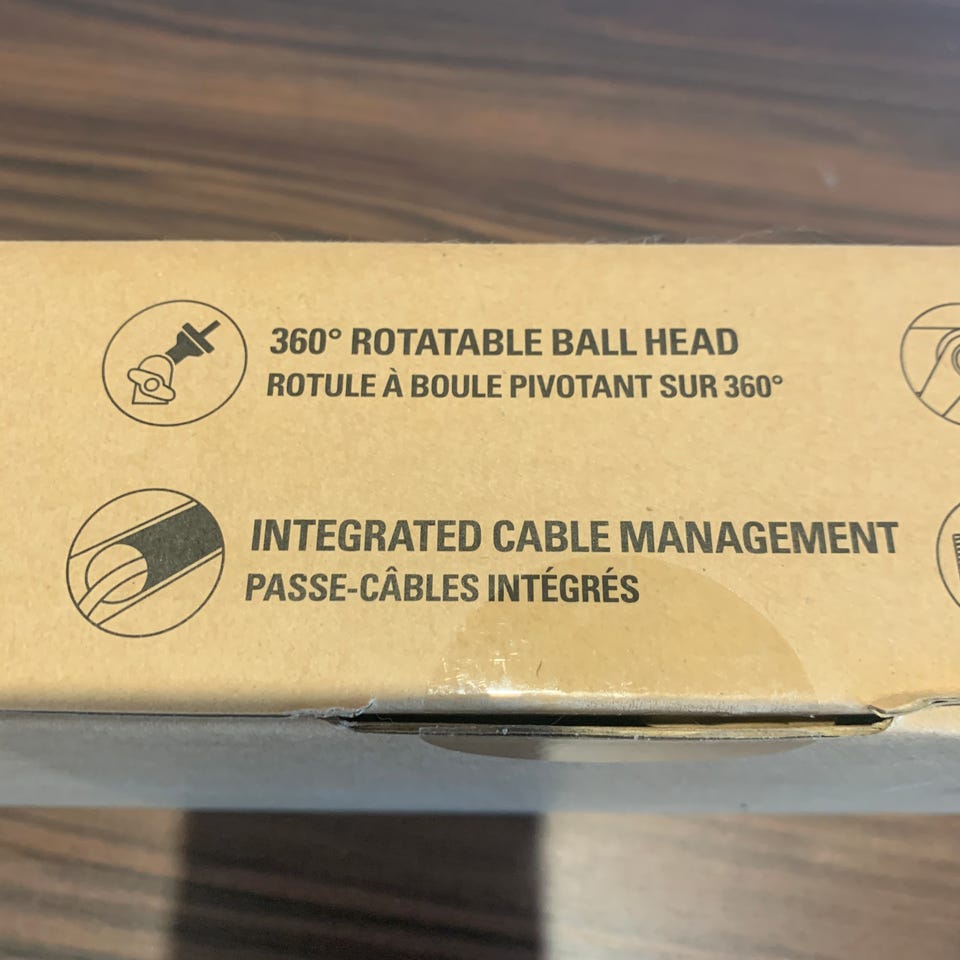 360° ROTATABLE BALL HEAD
ROTULE À BOULE PIVOTANT SUR 360°
INTEGRATED CABLE MANAGEMENT
PASSE-CÂBLES INTÉGRÉS